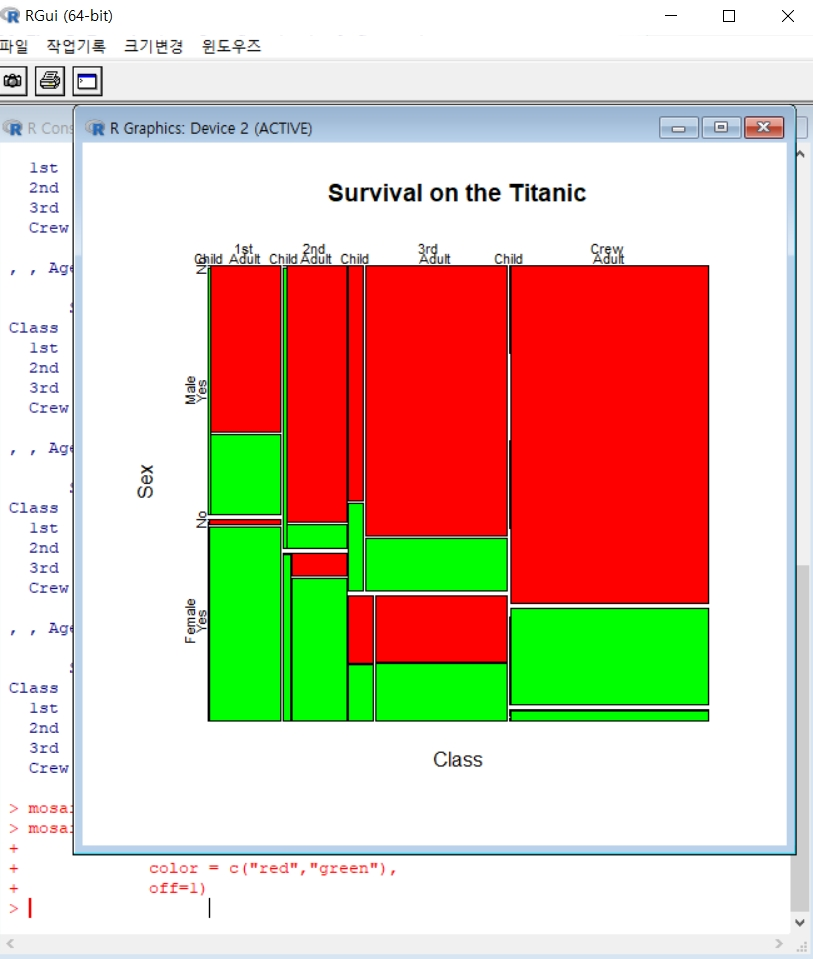 RGui (64-bit)
파일 작업기록 크기변경 윈도우즈
R Cons
R Graphics: Device 2 (ACTIVE)
1st
2nd
3rd
Crew
, , Age
Class
1st
2nd
3rd
Crew
, , Age
Class
1st
2nd
3rd
Crew
, , Age
Class
1st
2nd
3rd
Crew
> mosai
> mosai
+
+ color = c("red","green"),
+ off=1)
>
Survival on the Titanic
1st 2nd 3rd Crew
Child Adult Child Adult Child Adult Child Adult
No
Male
Yes
Sex
No
Female
Yes
Class